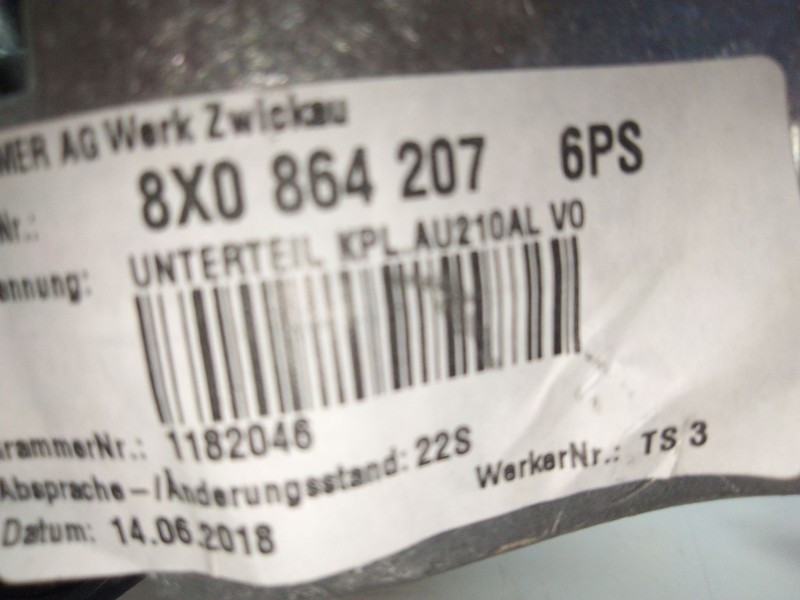 MER AG Werk Zwickau
Nr.: 8X0 864 207 6PS
ennung: UNTERTEIL KPL AU210AL VO
rammerNr.: 1182046
Absprache-/Änderungsstand: 22S WerkerNr.: TS 3
Datum: 14.06.2018